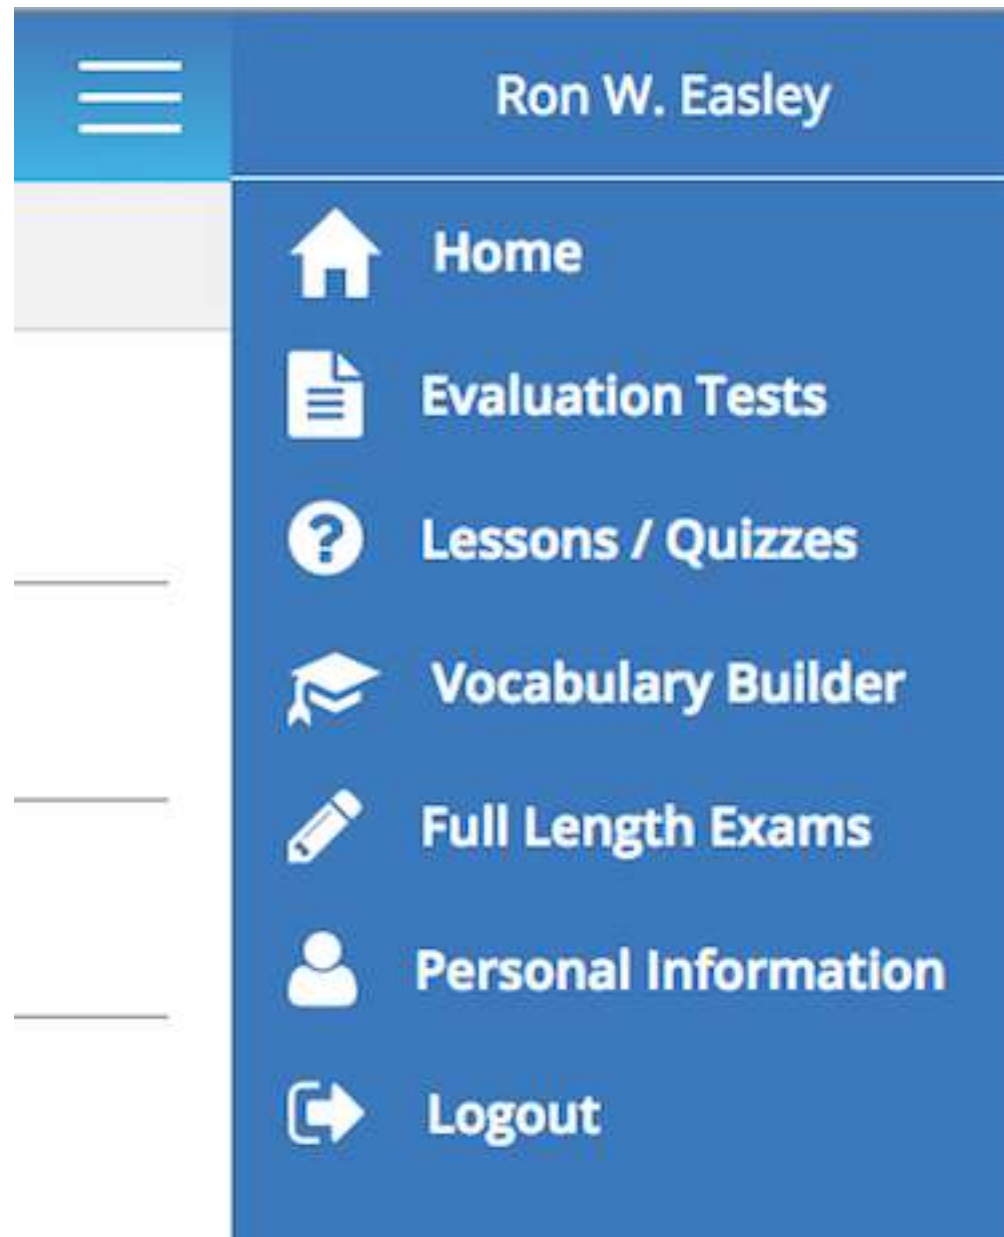 Ron W. Easley
Home
Evaluation Tests
Lessons / Quizzes
Vocabulary Builder
Full Length Exams
Personal Information
Logout